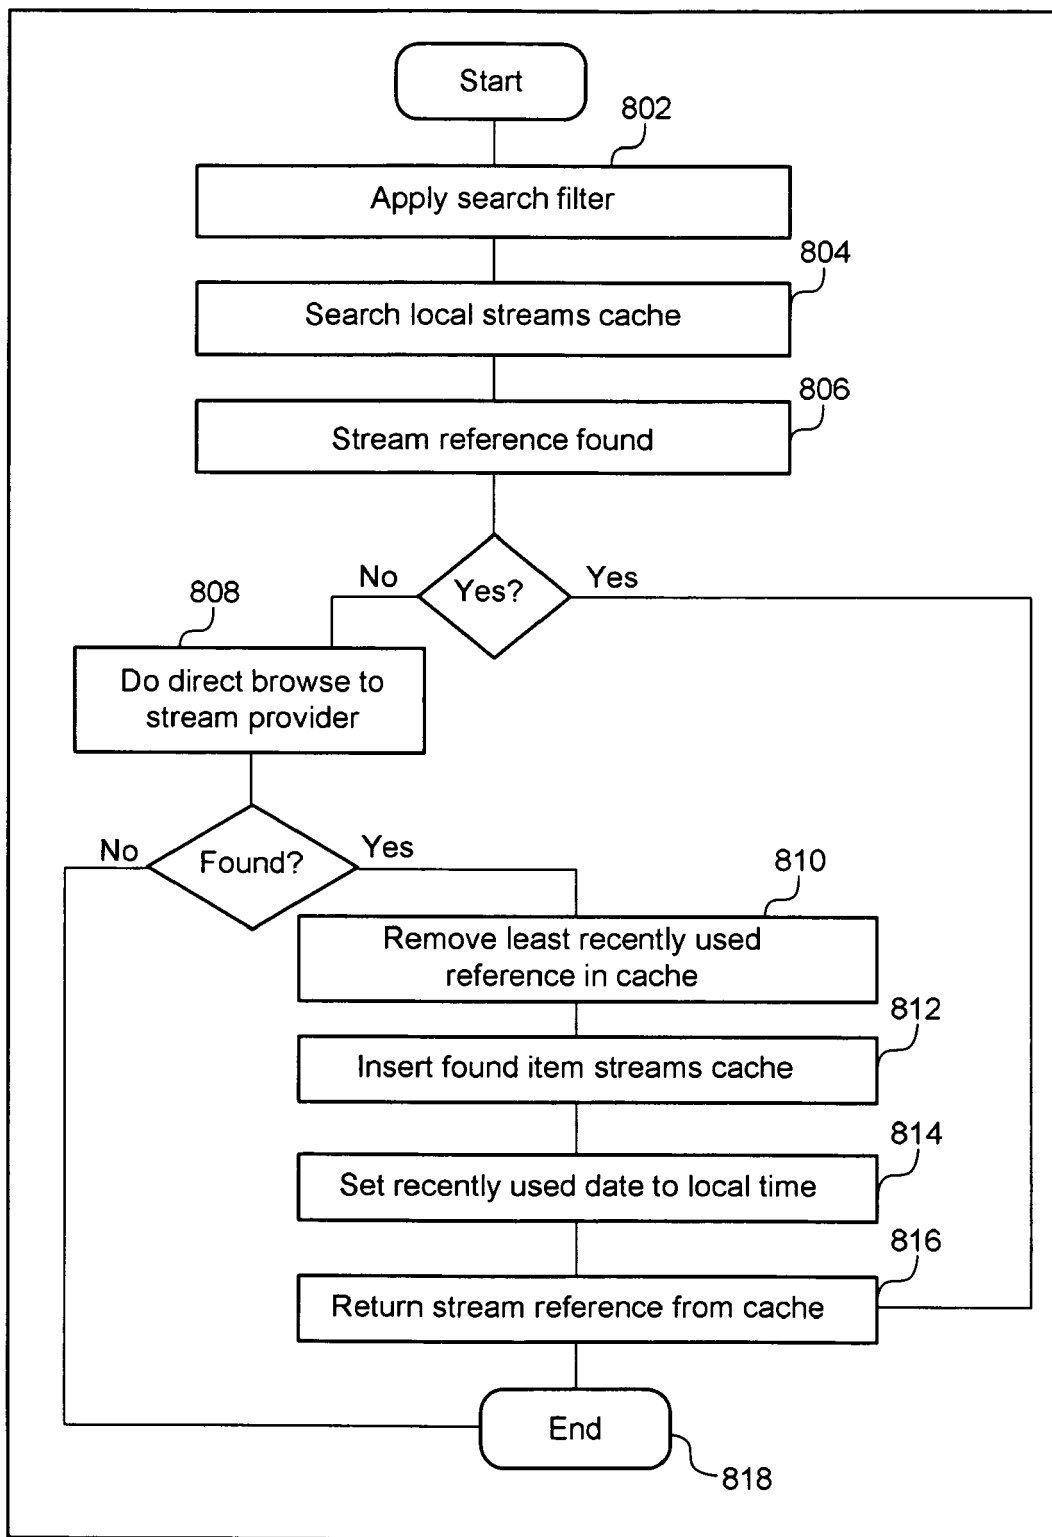 Start
802
Apply search filter
804
Search local streams cache
806
Stream reference found
No
Yes?
Yes
808
Do direct browse to
stream provider
No
Found?
Yes
810
Remove least recently used
reference in cache
812
Insert found item streams cache
814
Set recently used date to local time
816
Return stream reference from cache
End
818